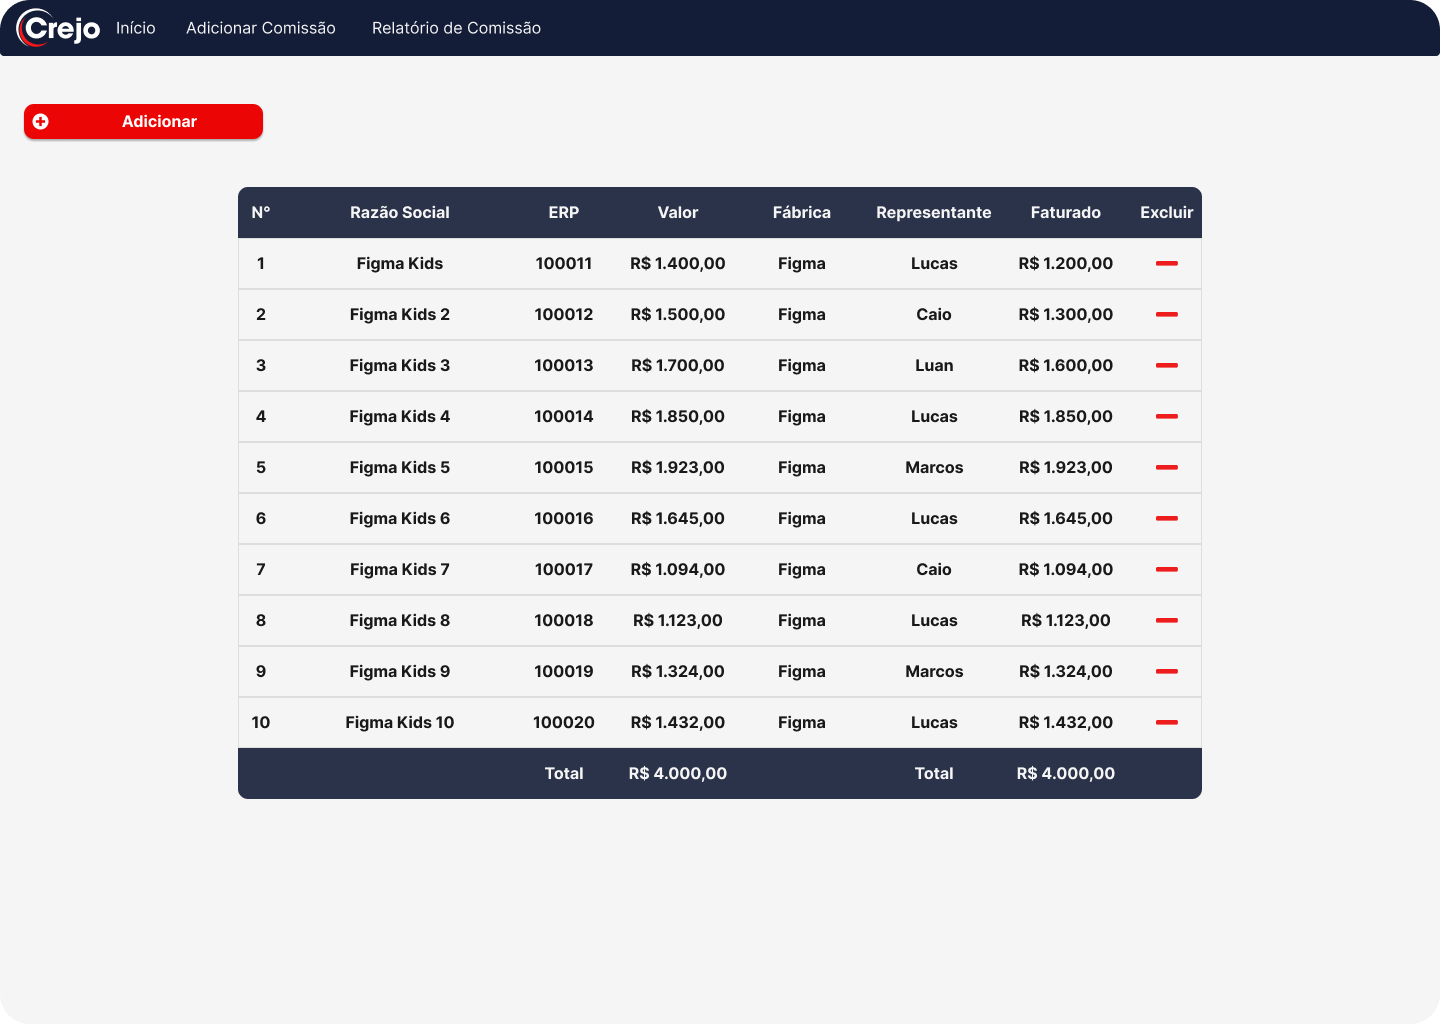 Crejo Início Adicionar Comissão Relatório de Comissão
Adicionar
N° Razão Social ERP Valor Fábrica Representante Faturado Excluir
1 Figma Kids 100011 R$ 1.400,00 Figma Lucas R$ 1.200,00
2 Figma Kids 2 100012 R$ 1.500,00 Figma Caio R$ 1.300,00
3 Figma Kids 3 100013 R$ 1.700,00 Figma Luan R$ 1.600,00
4 Figma Kids 4 100014 R$ 1.850,00 Figma Lucas R$ 1.850,00
5 Figma Kids 5 100015 R$ 1.923,00 Figma Marcos R$ 1.923,00
6 Figma Kids 6 100016 R$ 1.645,00 Figma Lucas R$ 1.645,00
7 Figma Kids 7 100017 R$ 1.094,00 Figma Caio R$ 1.094,00
8 Figma Kids 8 100018 R$ 1.123,00 Figma Lucas R$ 1.123,00
9 Figma Kids 9 100019 R$ 1.324,00 Figma Marcos R$ 1.324,00
10 Figma Kids 10 100020 R$ 1.432,00 Figma Lucas R$ 1.432,00
Total R$ 4.000,00 Total R$ 4.000,00